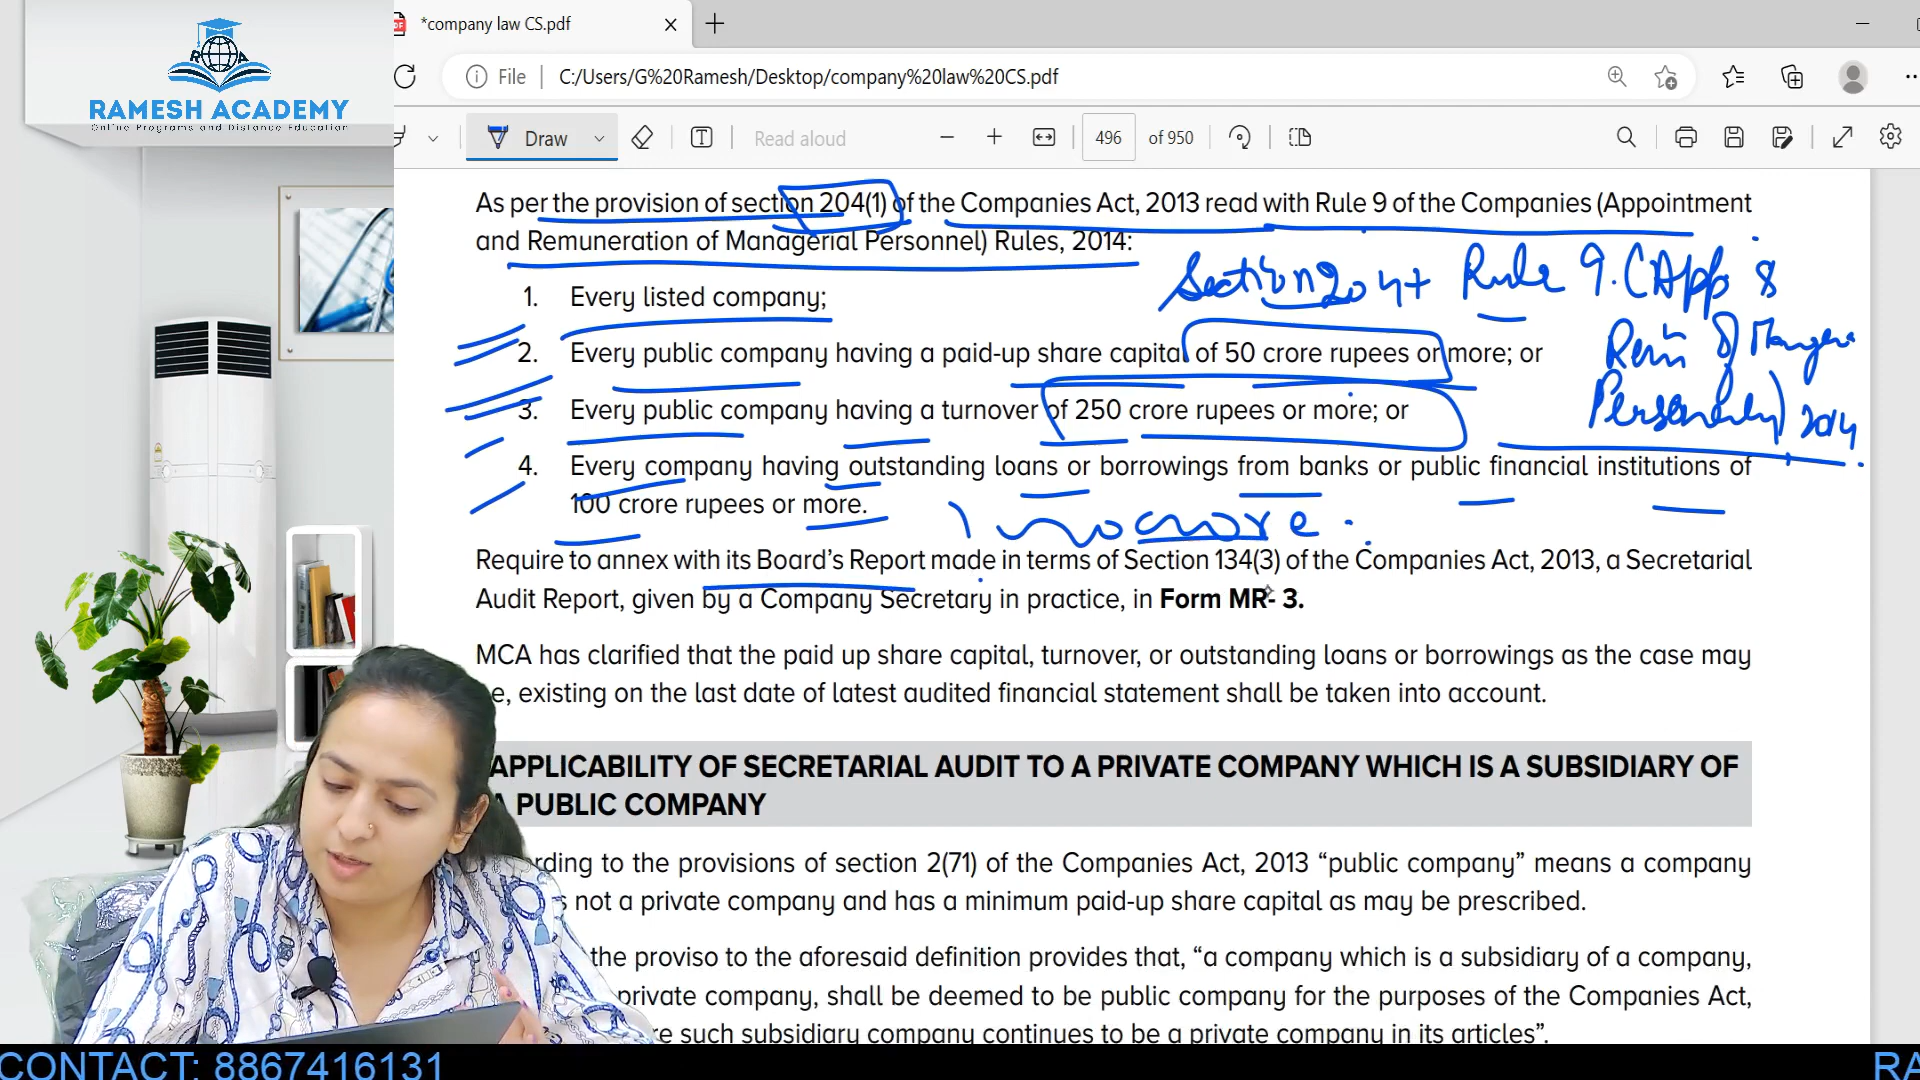 *company law CS.pdf
File
C:/Users/G%20Ramesh/Desktop/company%20law%20CS.pdf
RAMESH ACADEMY
Online Programs and Distance Education
Draw
Read aloud
496 of 950
As per the provision of section 204(1) of the Companies Act, 2013 read with Rule 9 of the Companies (Appointment
and Remuneration of Managerial Personnel) Rules, 2014:
Section 204 + Rule 9.
1. Every listed company;
2. Every public company having a paid-up share capital of 50 crore rupees or more; or
3. Every public company having a turnover of 250 crore rupees or more; or
Personnel) 2014
4. Every company having outstanding loans or borrowings from banks or public financial institutions of
100 crore rupees or more.
Require to annex with its Board’s Report made in terms of Section 134(3) of the Companies Act, 2013, a Secretarial
Audit Report, given by a Company Secretary in practice, in Form MR- 3.
MCA has clarified that the paid up share capital, turnover, or outstanding loans or borrowings as the case may
e, existing on the last date of latest audited financial statement shall be taken into account.
APPLICABILITY OF SECRETARIAL AUDIT TO A PRIVATE COMPANY WHICH IS A SUBSIDIARY OF
A PUBLIC COMPANY
rding to the provisions of section 2(71) of the Companies Act, 2013 “public company” means a company
s not a private company and has a minimum paid-up share capital as may be prescribed.
the proviso to the aforesaid definition provides that, “a company which is a subsidiary of a company,
private company, shall be deemed to be public company for the purposes of the Companies Act,
re such subsidiary company continues to be a private company in its articles”.
CONTACT: 8867416131
RA